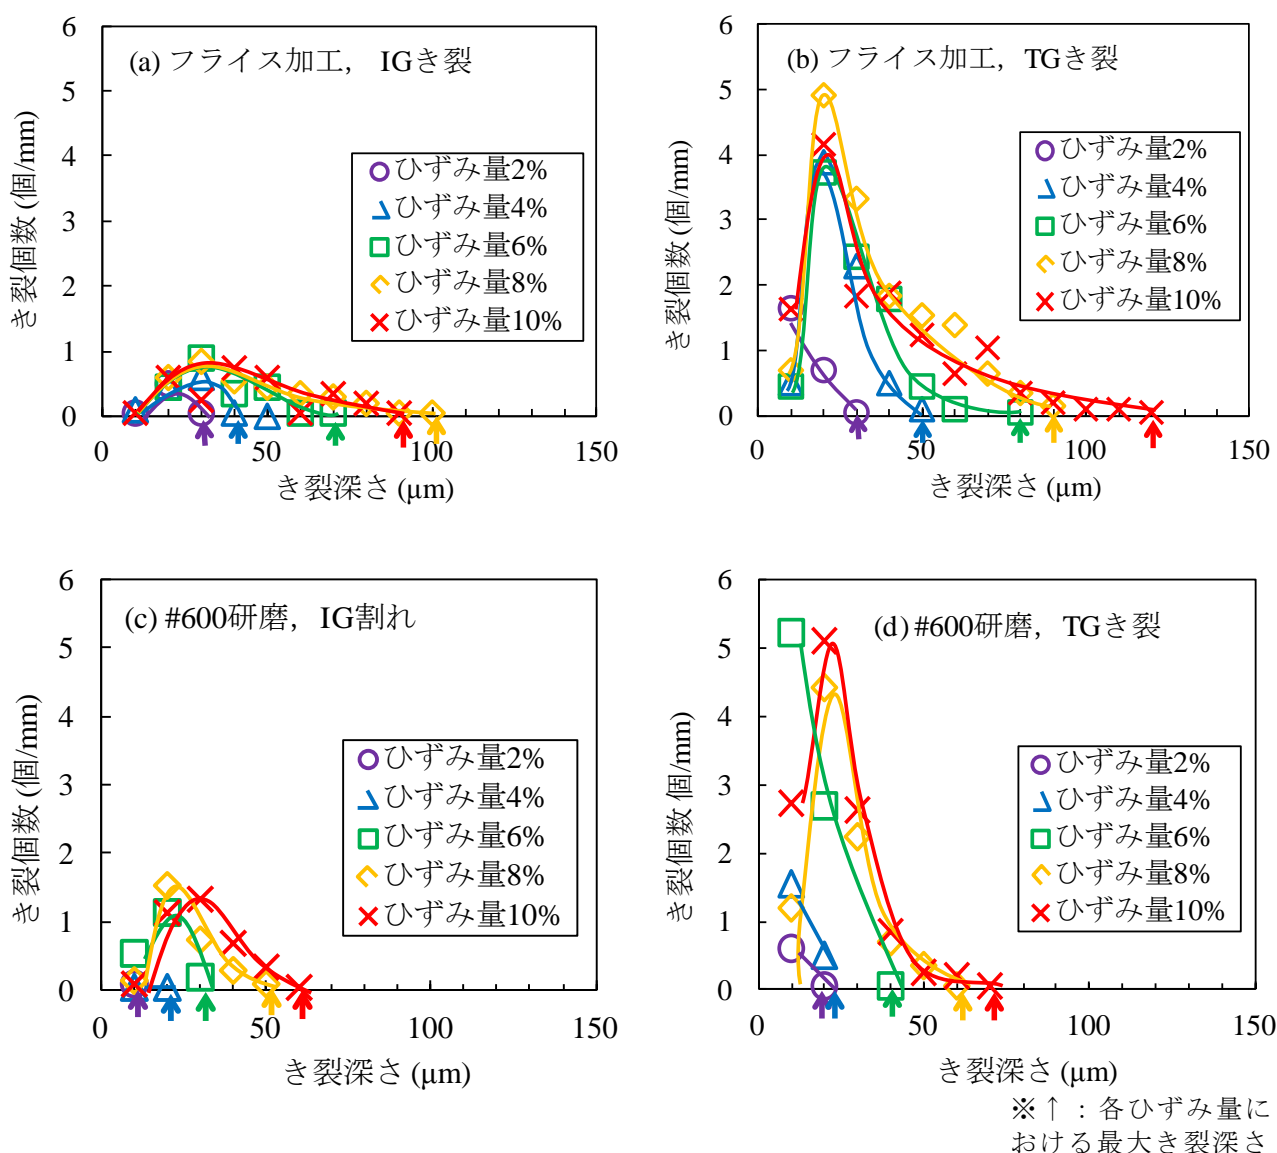 (a) フライス加工， IGき裂
き裂個数 (個/mm)
6
5
4
3
2
1
0
ひずみ量2%
ひずみ量4%
ひずみ量6%
ひずみ量8%
ひずみ量10%
0 50 100 150
き裂深さ (μm)
(b) フライス加工，TGき裂
き裂個数 (個/mm)
6
5
4
3
2
1
0
ひずみ量2%
ひずみ量4%
ひずみ量6%
ひずみ量8%
ひずみ量10%
0 50 100 150
き裂深さ (μm)
(c) #600研磨，IG割れ
き裂個数 (個/mm)
6
5
4
3
2
1
0
ひずみ量2%
ひずみ量4%
ひずみ量6%
ひずみ量8%
ひずみ量10%
0 50 100 150
き裂深さ (μm)
(d) #600研磨，TGき裂
き裂個数 個/mm)
6
5
4
3
2
1
0
ひずみ量2%
ひずみ量4%
ひずみ量6%
ひずみ量8%
ひずみ量10%
0 50 100 150
き裂深さ (μm)
※↑：各ひずみ量に
おける最大き裂深さ